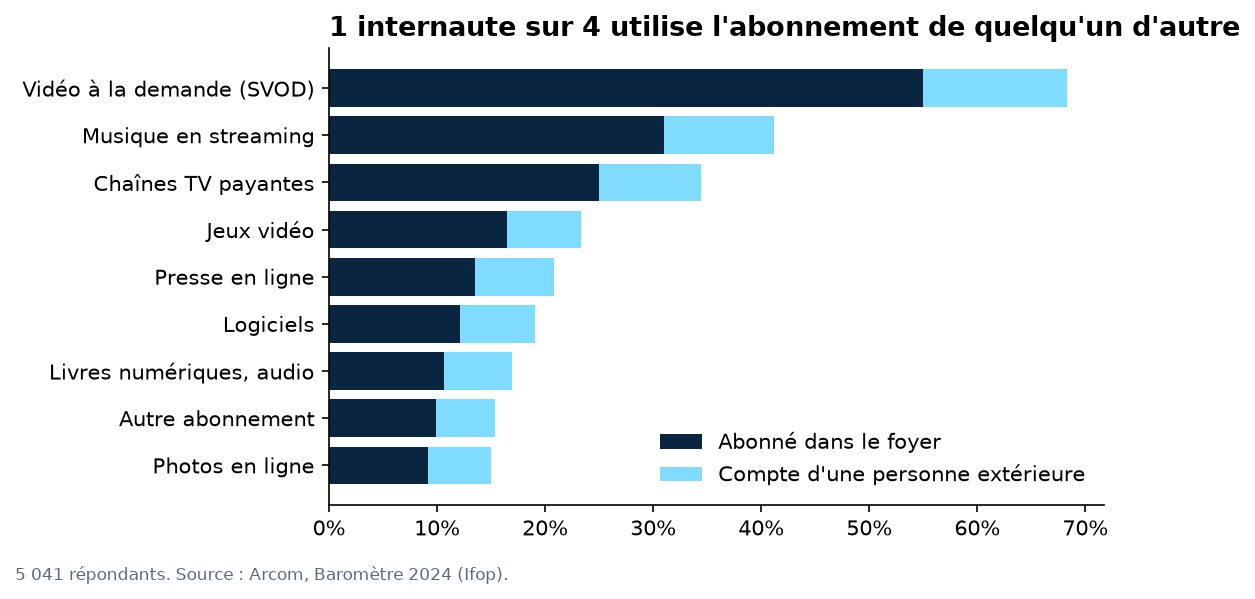 1 internaute sur 4 utilise l'abonnement de quelqu'un d'autre
Vidéo à la demande (SVOD)
Musique en streaming
Chaînes TV payantes
Jeux vidéo
Presse en ligne
Logiciels
Livres numériques, audio
Autre abonnement
Photos en ligne
Abonné dans le foyer
Compte d'une personne extérieure
0% 10% 20% 30% 40% 50% 60% 70%
5 041 répondants. Source : Arcom, Baromètre 2024 (Ifop).